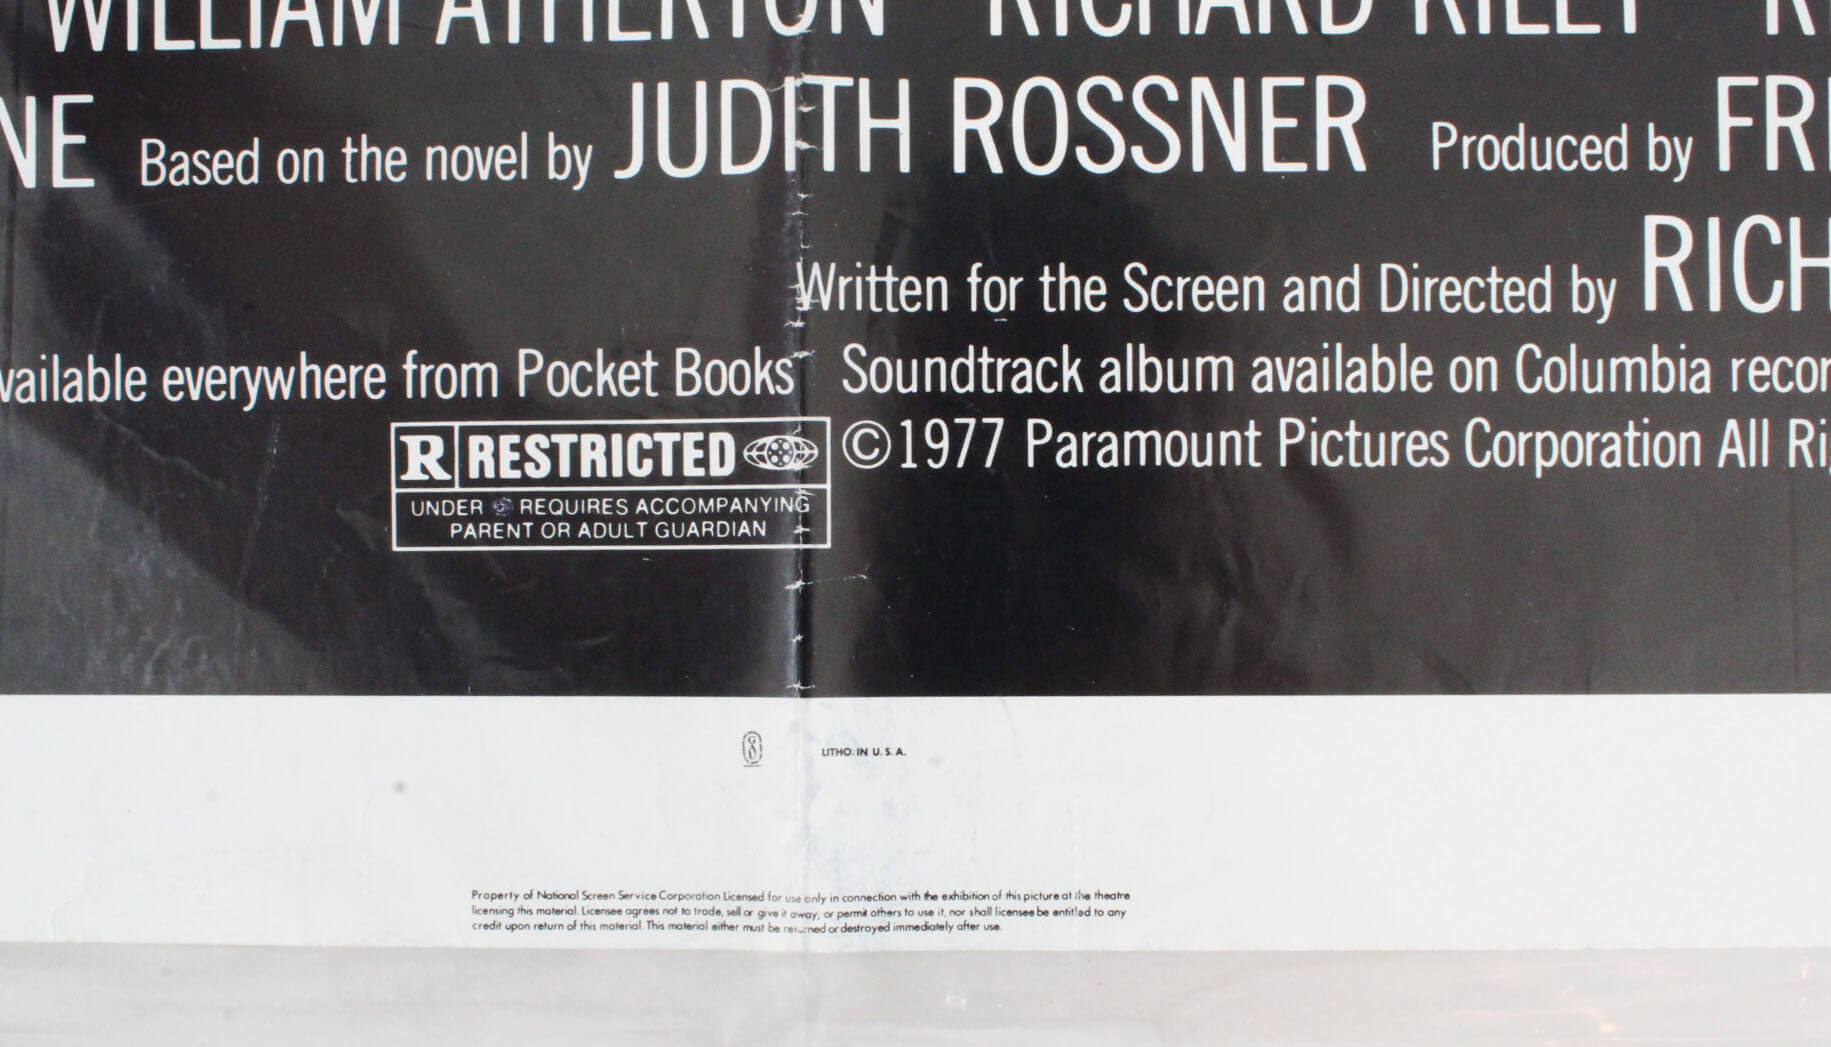 WILLIAM ATHERTON RICHARD KILEY
NE Based on the novel by JUDITH ROSSNER Produced by FR
Written for the Screen and Directed by RICH
vailable everywhere from Pocket Books Soundtrack album available on Columbia recor
R RESTRICTED ©1977 Paramount Pictures Corporation All Ri
UNDER REQUIRES ACCOMPANYING
PARENT OR ADULT GUARDIAN
LITHO. IN U. S. A.
Property of National Screen Service Corporation Licensed for use only in connection with the exhibition of this picture at the theatre
licensing this material. Licensee agrees not to trade, sell or give it away, or permit others to use it, nor shall licensee be entitled to any
credit upon return of this material. This material either must be returned or destroyed immediately after use.